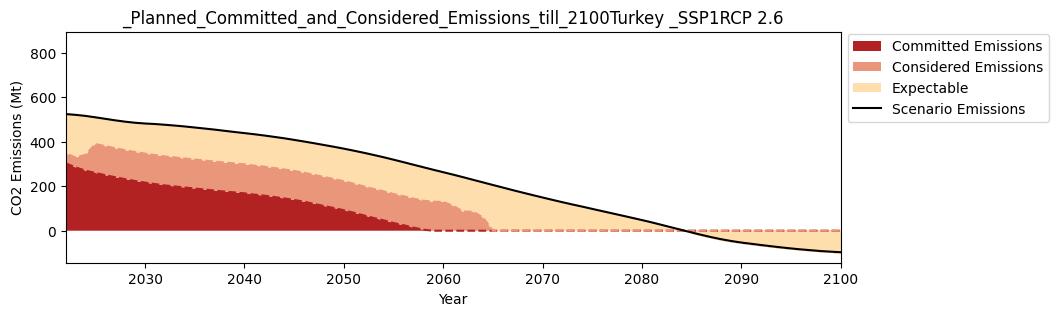 _Planned_Committed_and_Considered_Emissions_till_2100Turkey _SSP1RCP 2.6
800
600
400
200
0
CO2 Emissions (Mt)
2030 2040 2050 2060 2070 2080 2090 2100
Year
Committed Emissions
Considered Emissions
Expectable
Scenario Emissions